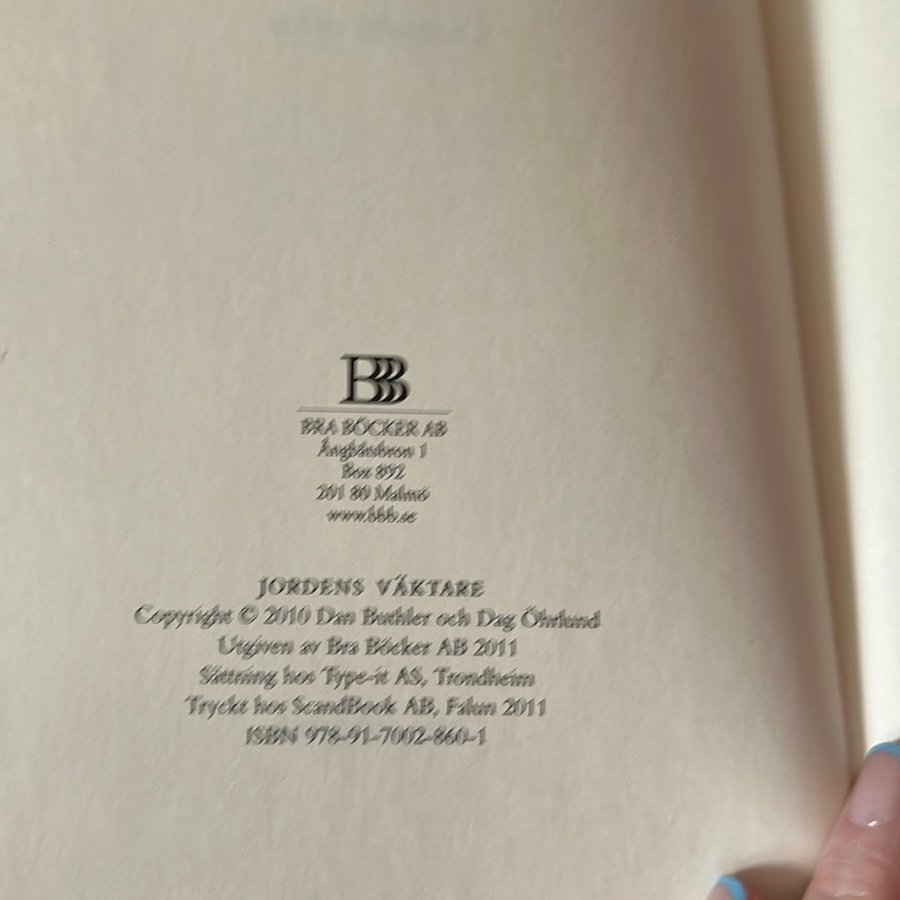 BBB
BRA BÖCKER AB
Ångbåtsbron 1
Box 892
201 80 Malmö
www.bbb.se
JORDENS VÄKTARE
Copyright © 2010 Dan Buthler och Dag Öhrlund
Utgiven av Bra Böcker AB 2011
Sättning hos Type-it AS, Trondheim
Tryckt hos ScandBook AB, Falun 2011
ISBN 978-91-7002-860-1